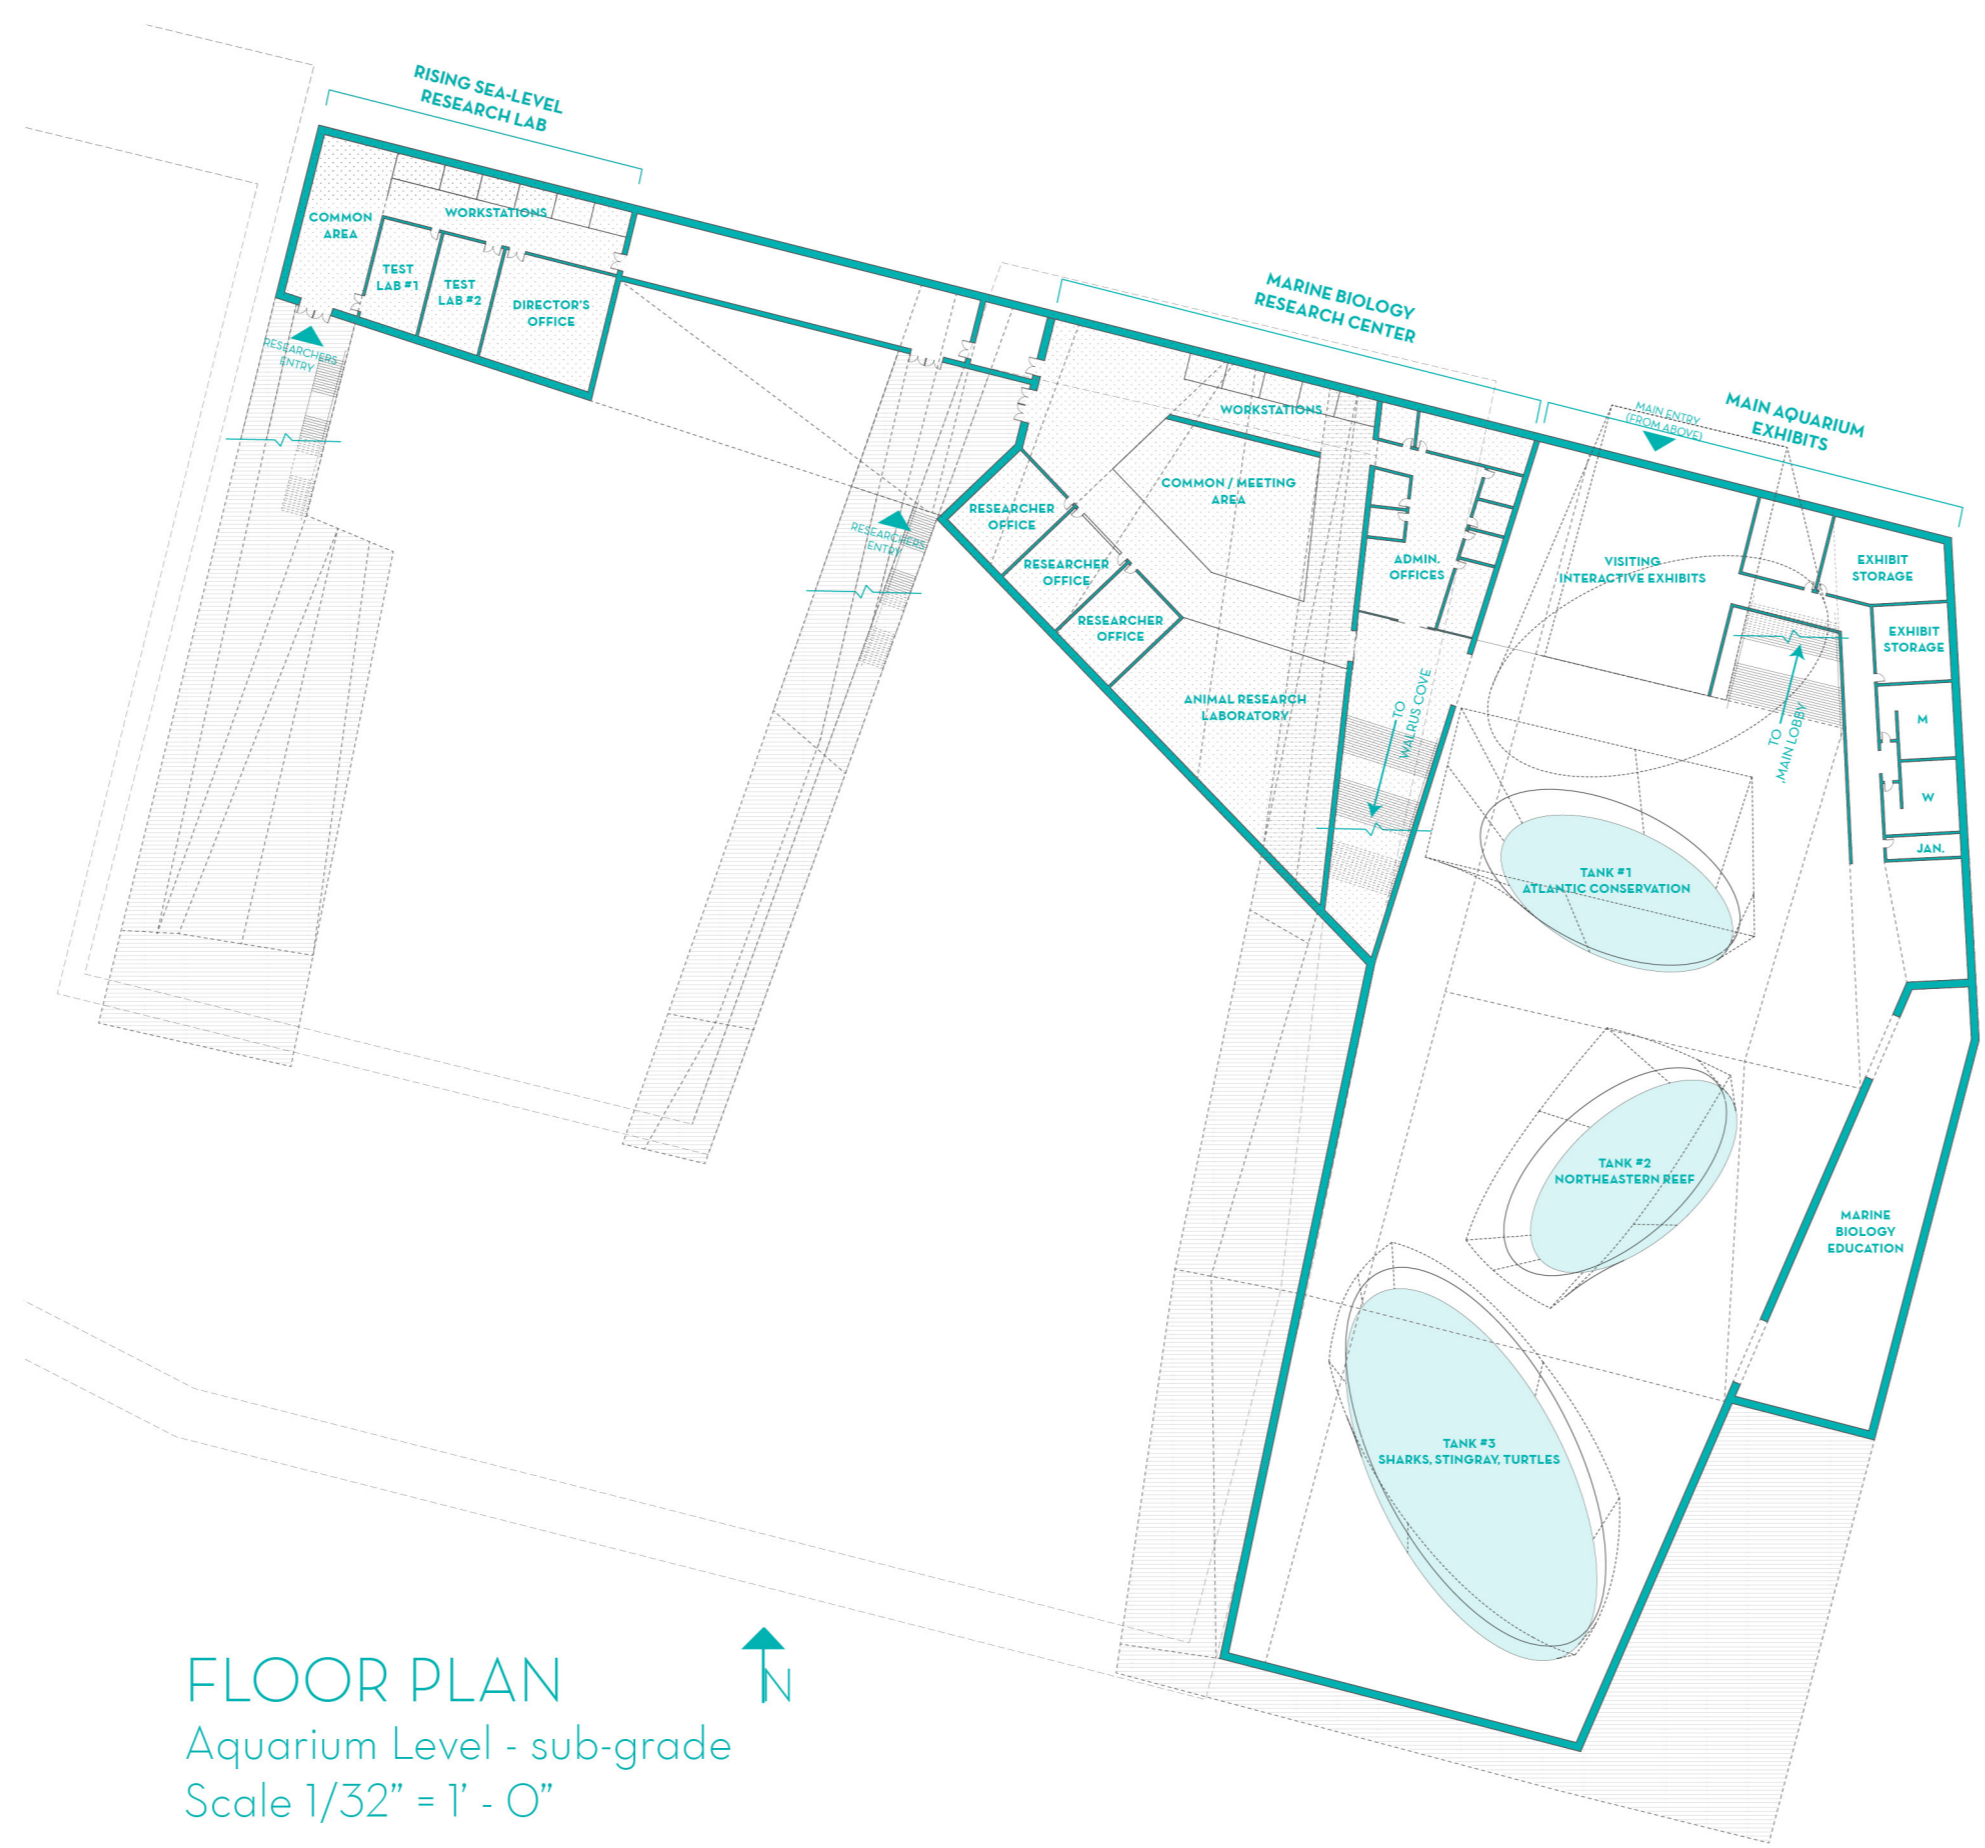 RISING SEA-LEVEL
RESEARCH LAB
COMMON
AREA
WORKSTATIONS
TEST
LAB #1
TEST
LAB #2
DIRECTOR'S
OFFICE
RESEARCHERS
ENTRY
MARINE BIOLOGY
RESEARCH CENTER
WORKSTATIONS
COMMON / MEETING
AREA
RESEARCHER
OFFICE
RESEARCHER
OFFICE
RESEARCHER
OFFICE
RESEARCHERS
ENTRY
ADMIN.
OFFICES
ANIMAL RESEARCH
LABORATORY
TO
WALRUS COVE
MAIN ENTRY
(FROM ABOVE)
MAIN AQUARIUM
EXHIBITS
VISITING
INTERACTIVE EXHIBITS
EXHIBIT
STORAGE
EXHIBIT
STORAGE
TO
MAIN LOBBY
M
W
JAN.
TANK #1
ATLANTIC CONSERVATION
TANK #2
NORTHEASTERN REEF
MARINE
BIOLOGY
EDUCATION
TANK #3
SHARKS, STINGRAY, TURTLES
FLOOR PLAN
Aquarium Level - sub-grade
Scale 1/32" = 1' - 0"
N